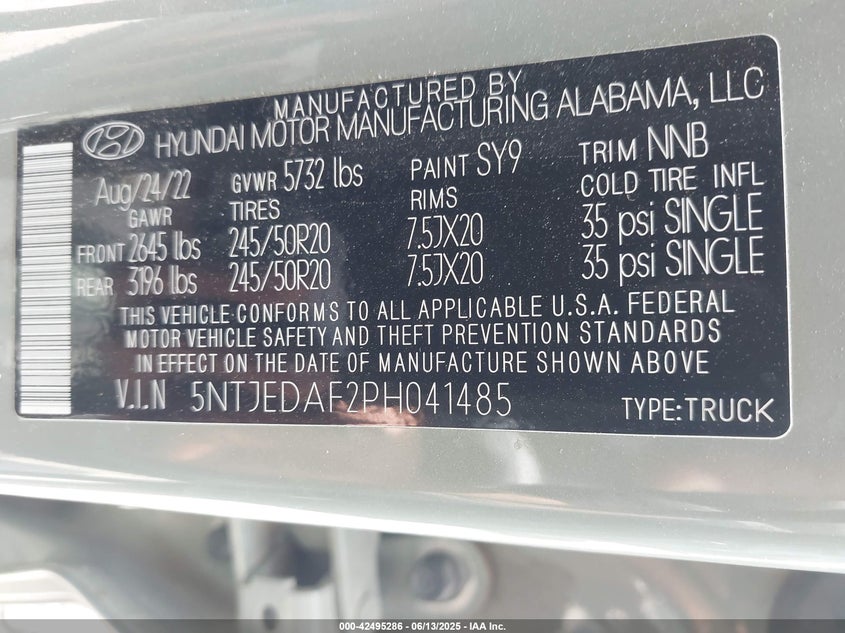 MANUFACTURED BY
HYUNDAI MOTOR MANUFACTURING ALABAMA, LLC
Aug/24/22 GVWR 5732 lbs PAINT SY9 TRIM NNB
GAWR TIRES RIMS COLD TIRE INFL
FRONT 2645 lbs 245/50R20 7.5JX20 35 psi SINGLE
REAR 3196 lbs 245/50R20 7.5JX20 35 psi SINGLE
THIS VEHICLE CONFORMS TO ALL APPLICABLE U.S.A. FEDERAL
MOTOR VEHICLE SAFETY AND THEFT PREVENTION STANDARDS
IN EFFECT ON THE DATE OF MANUFACTURE SHOWN ABOVE
V.I.N 5NTJEDAF2PH041485 TYPE:TRUCK
000-42495286 - 06/13/2025 - IAA Inc.